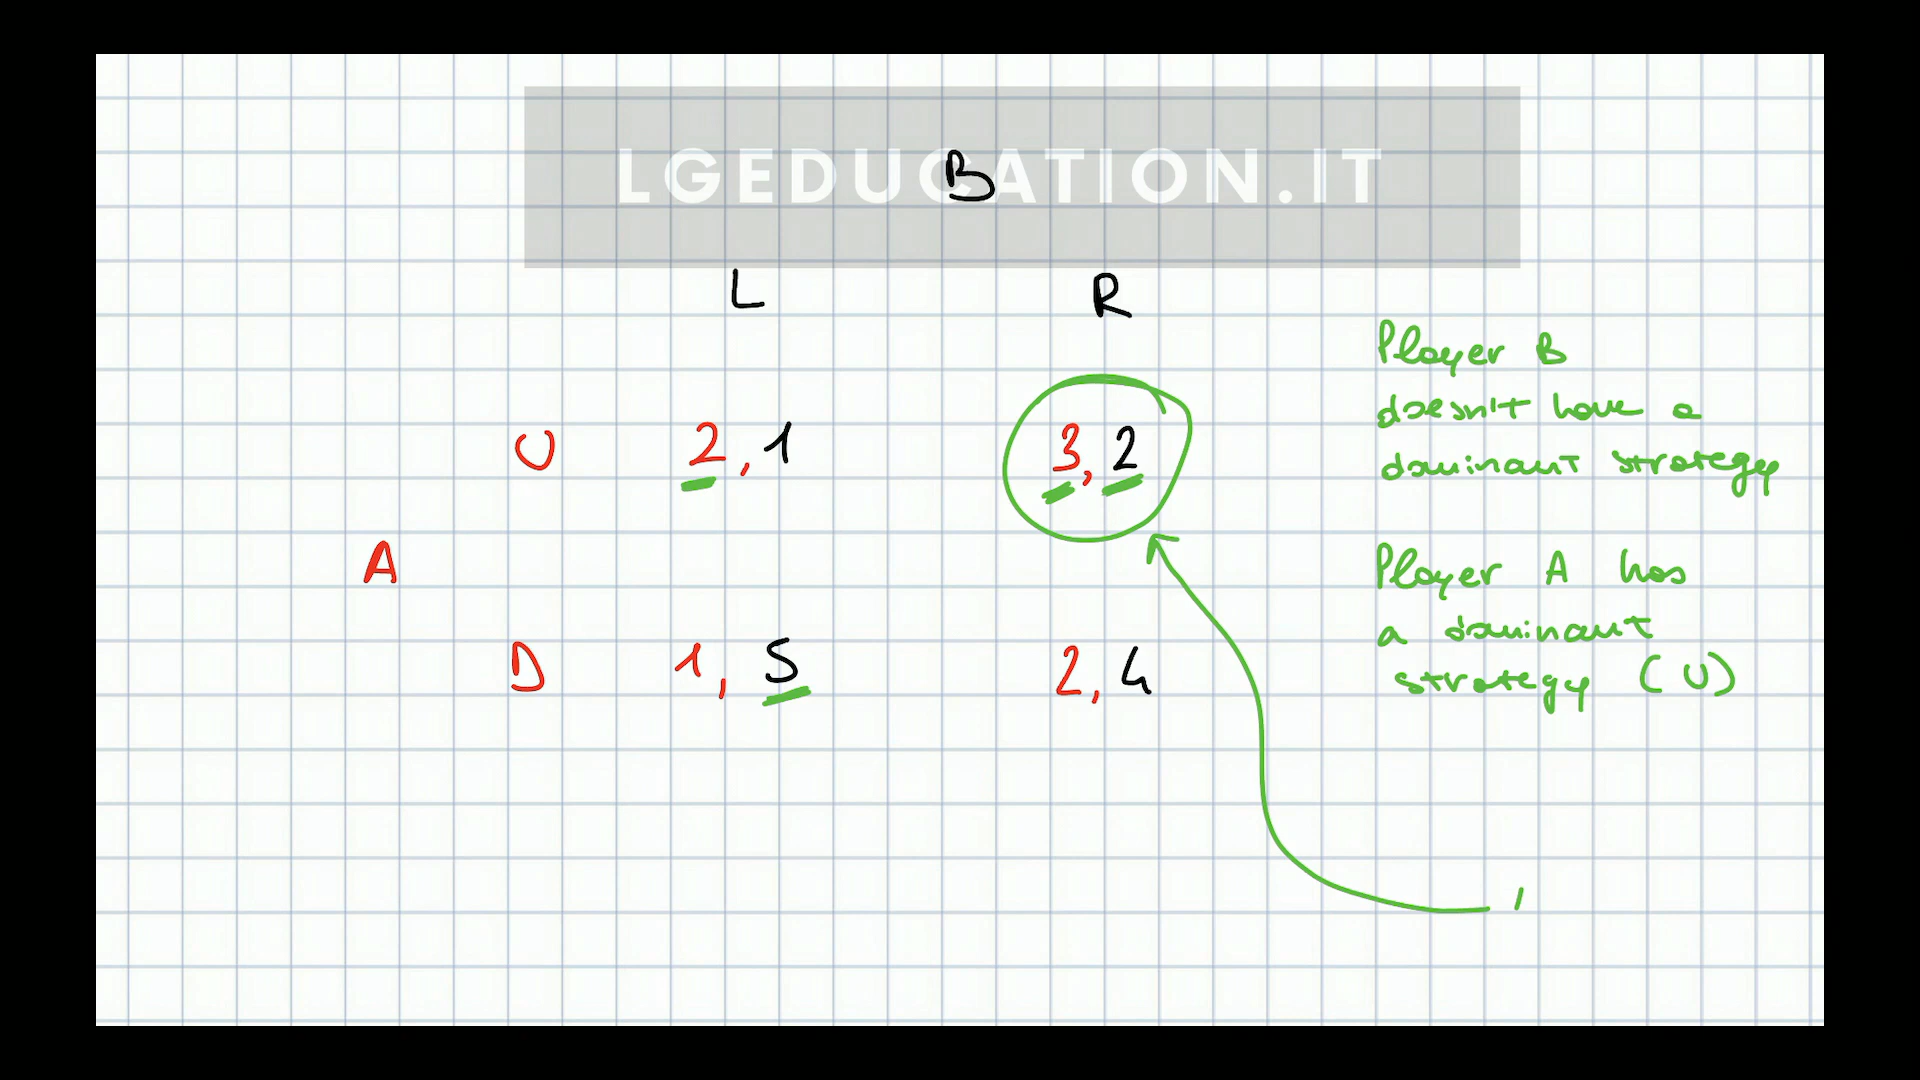 LGEDUCATION.IT
B
L R
Player B
doesn't have a
dominant strategy
U 2, 1 3, 2
A
Player A has
a dominant
strategy (U)
D 1, 5 2, 4